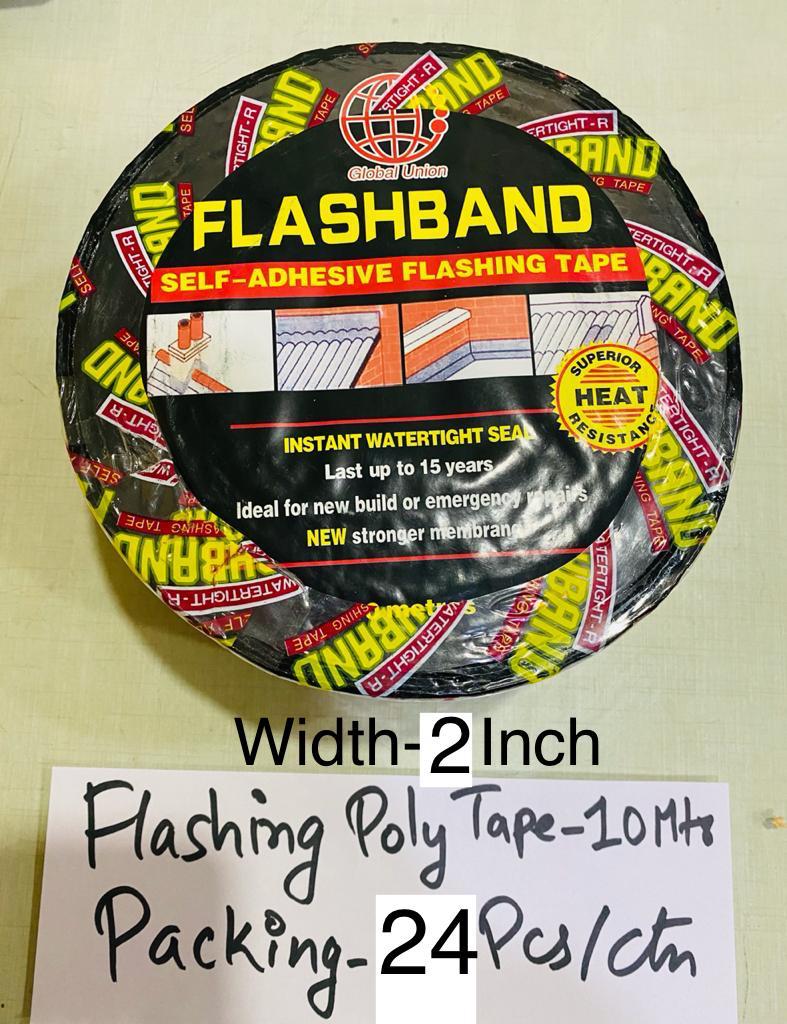 Global Union
FLASHBAND
SELF-ADHESIVE FLASHING TAPE
SUPERIOR
HEAT
RESISTANCE
INSTANT WATERTIGHT SEAL
Last up to 15 years
Ideal for new build or emergency repairs
NEW stronger membrane
metres
Width-2 Inch
Flashing Poly Tape-10 Mts
Packing-24 Pcs/ctn